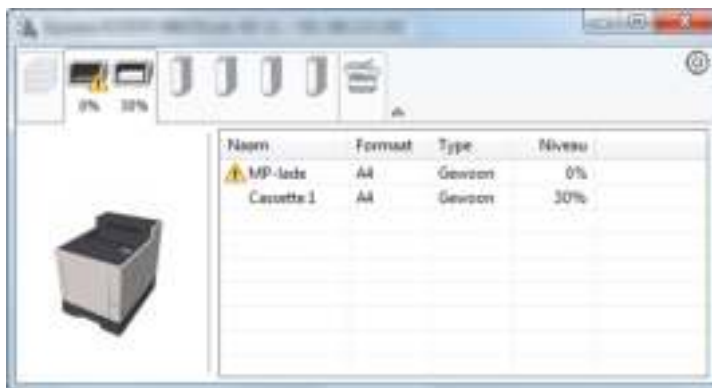 0% 30%
Naam Formaat Type Niveau
MP-lade A4 Gewoon 0%
Cassette 1 A4 Gewoon 30%